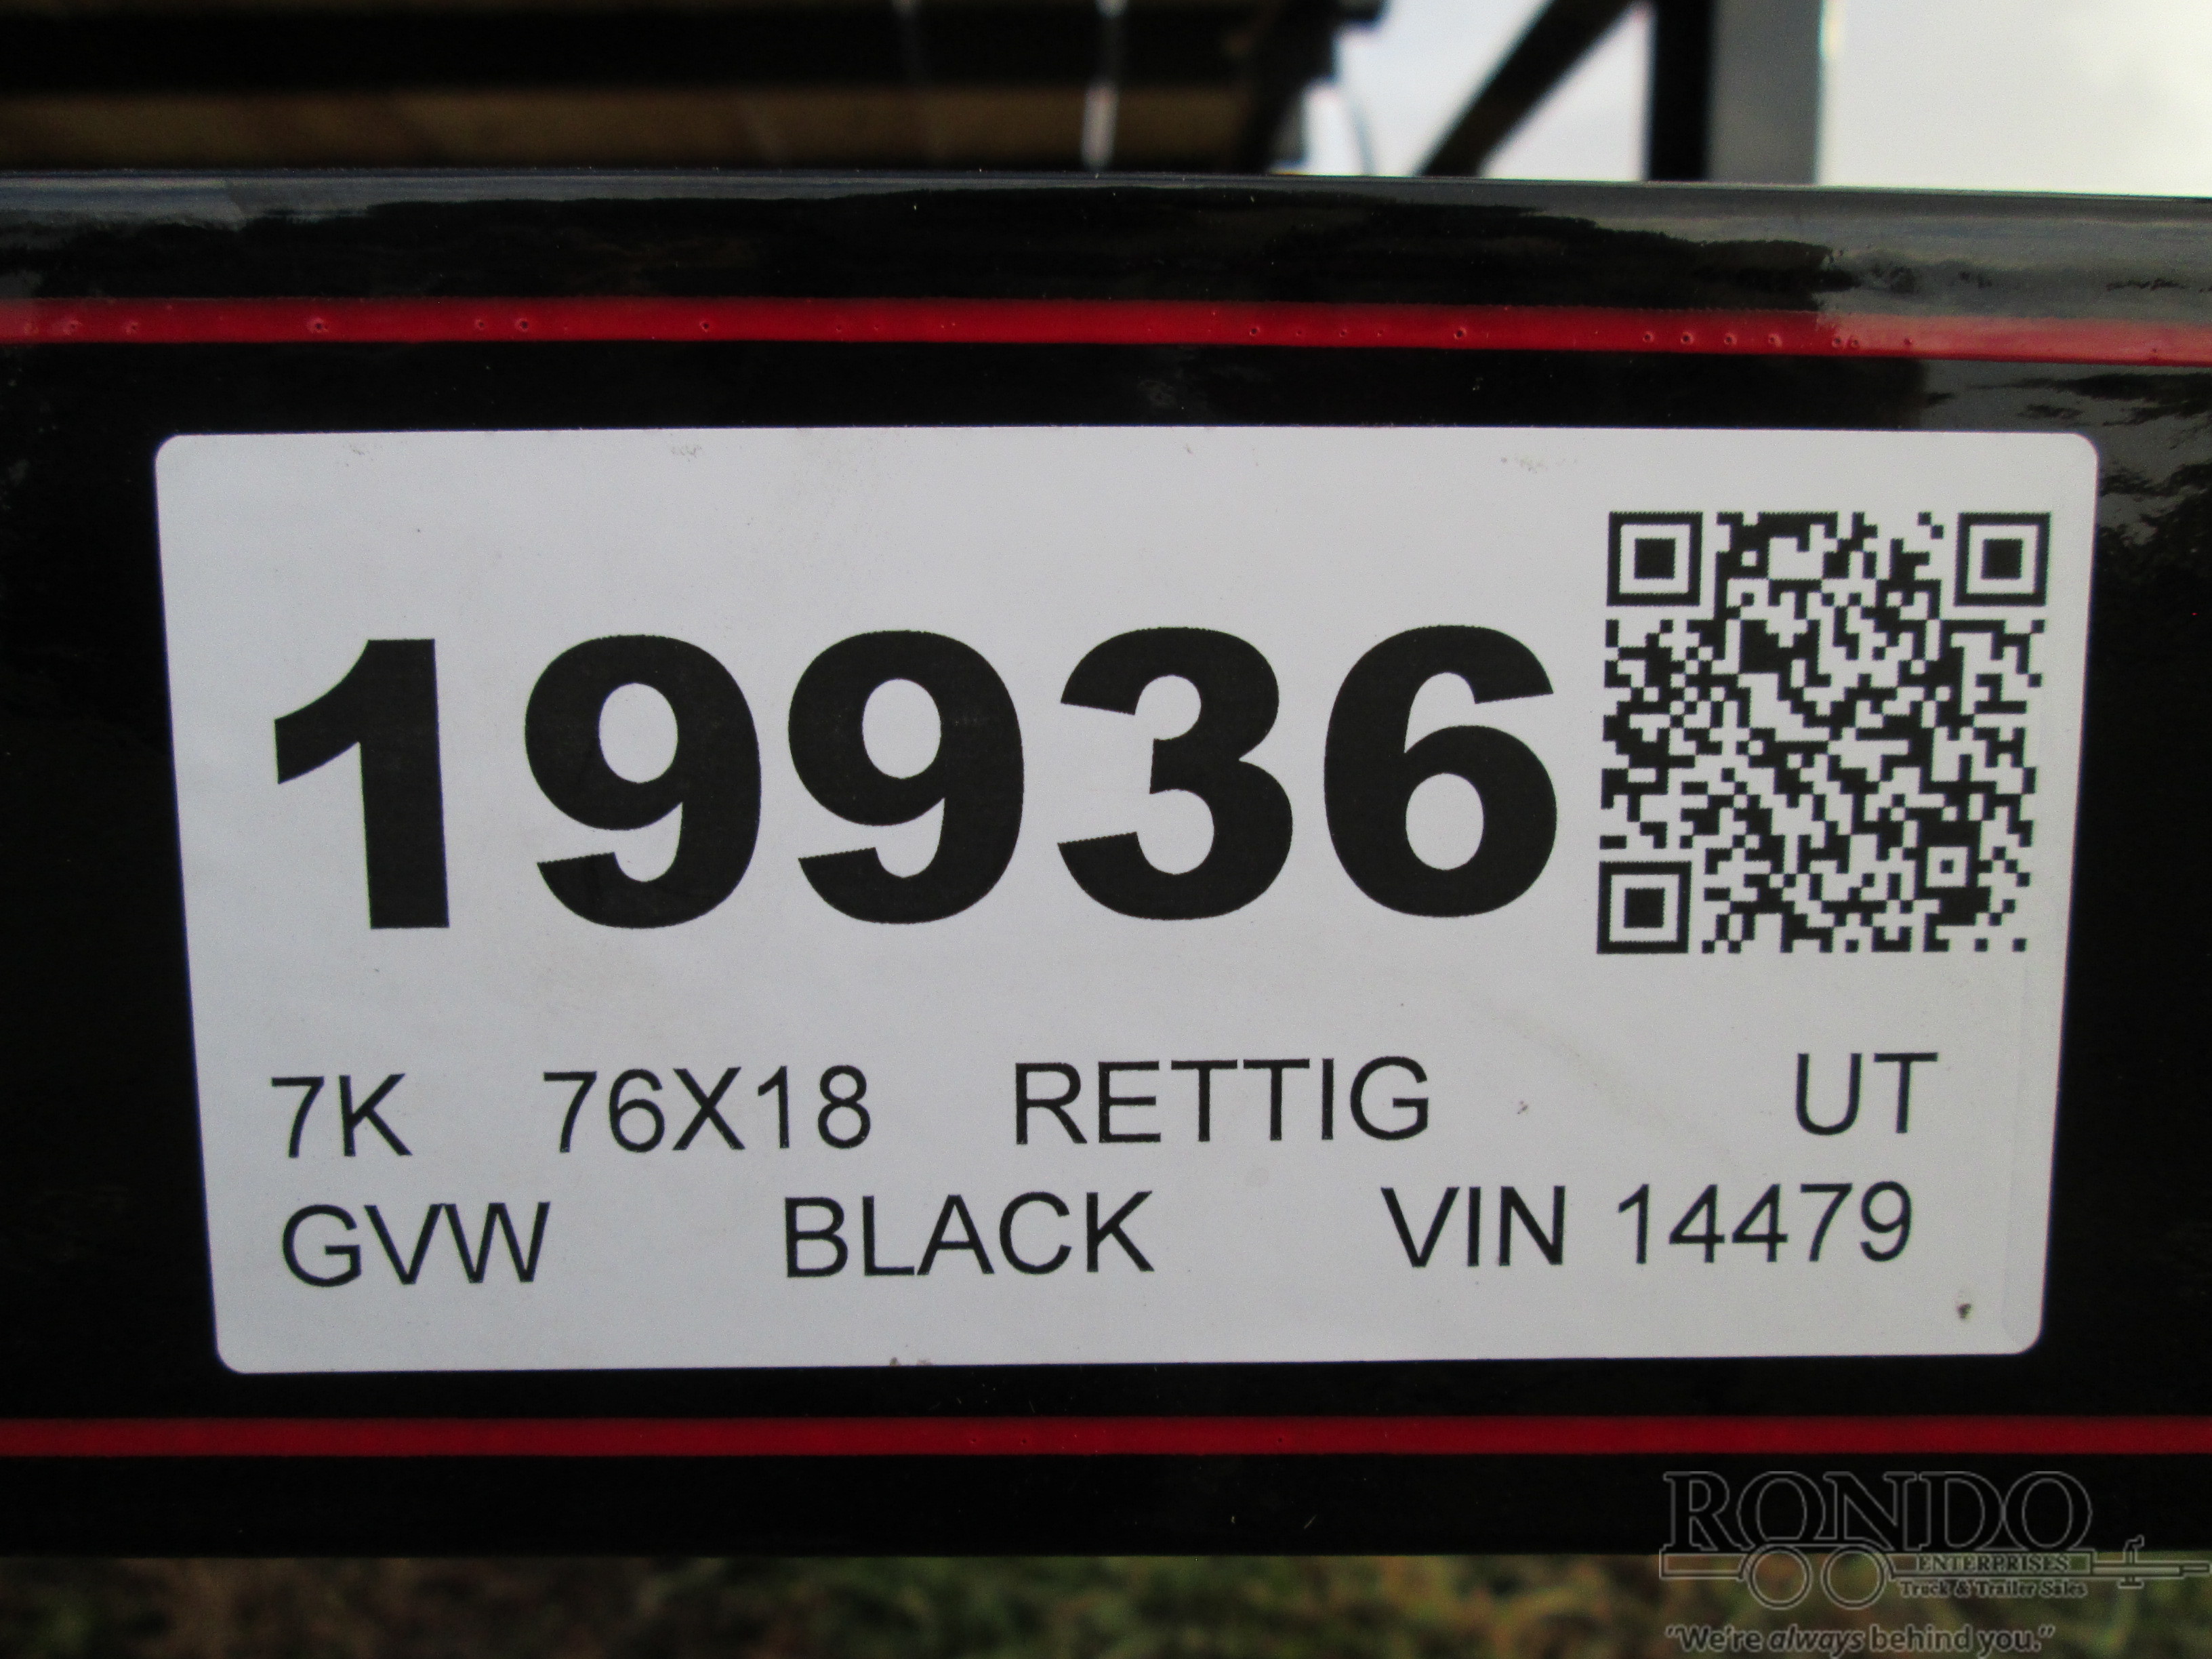 19936
7K 76X18 RETTIG UT
GVW BLACK VIN 14479
RONDO
ENTERPRISES
Truck & Trailer Sales
"We're always behind you."